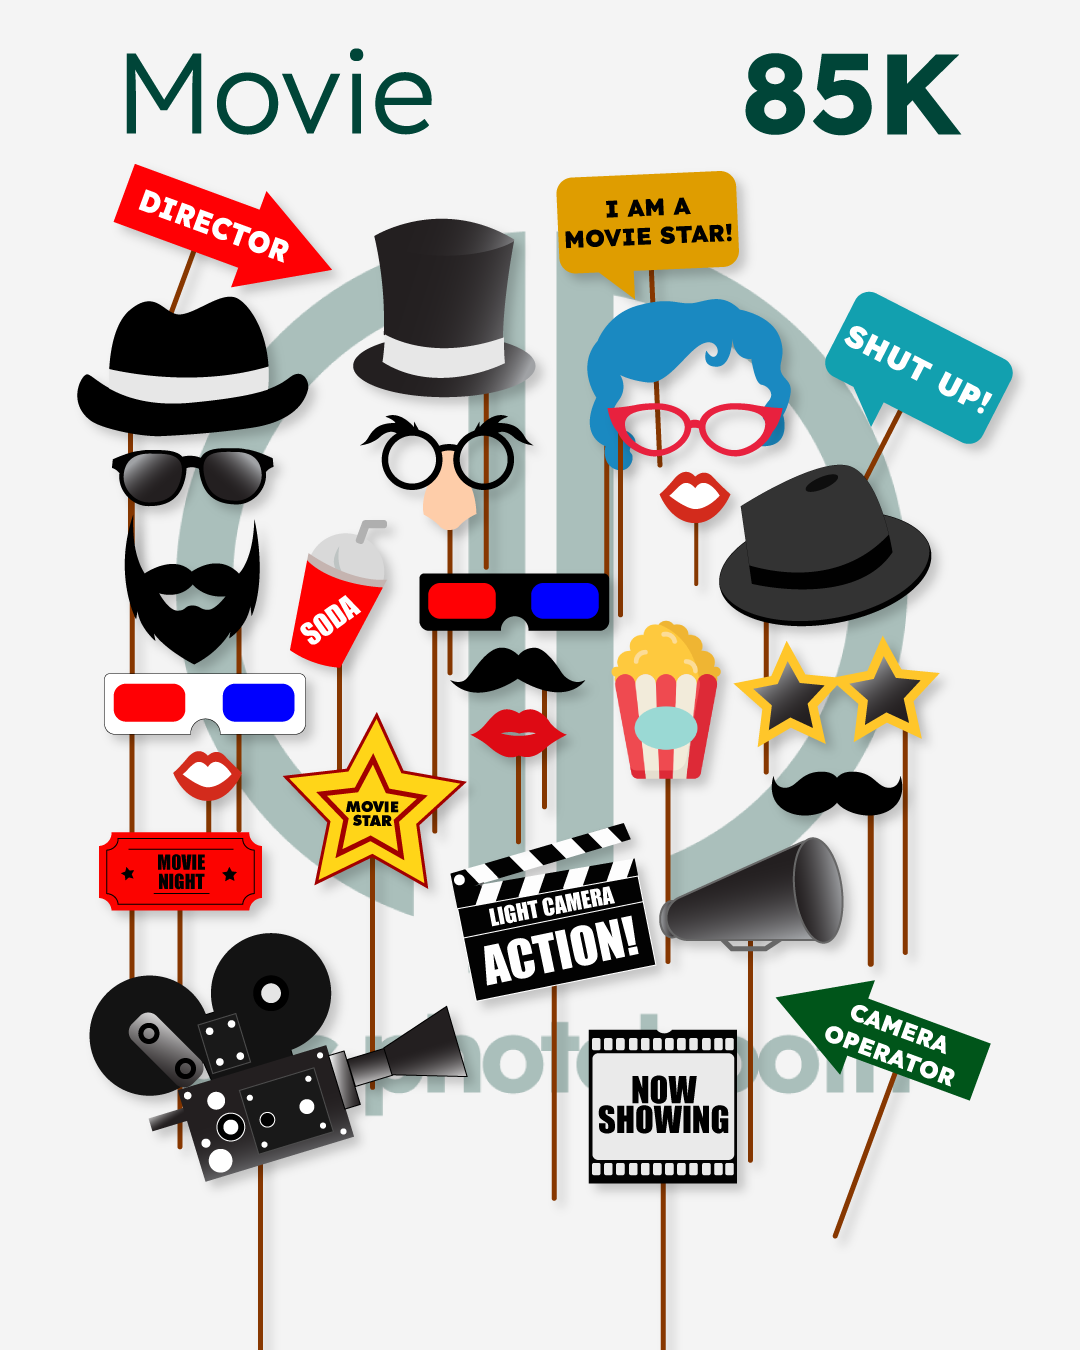 Movie
85K
DIRECTOR
I AM A
MOVIE STAR!
SHUT UP!
SODA
MOVIE
STAR
MOVIE
NIGHT
LIGHT CAMERA
ACTION!
CAMERA
OPERATOR
NOW
SHOWING